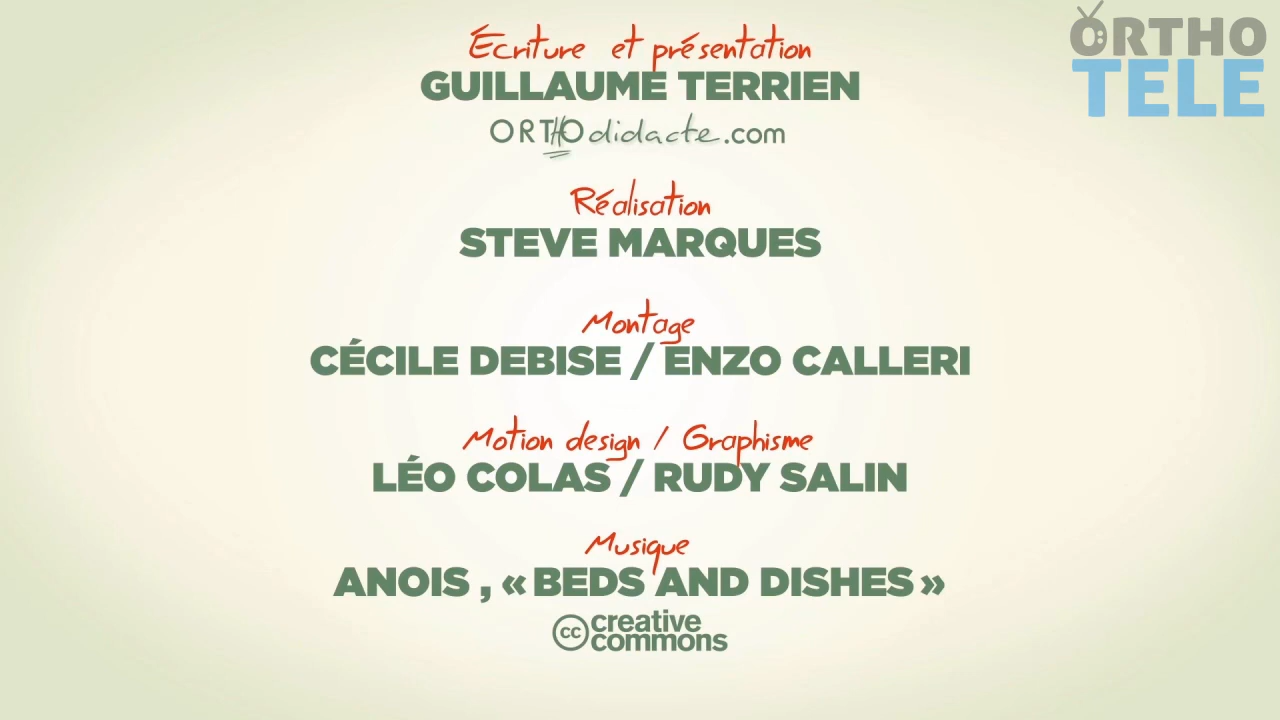 Écriture et présentation
GUILLAUME TERRIEN
ORTHOdidacte.com
Réalisation
STEVE MARQUES
Montage
CÉCILE DEBISE / ENZO CALLERI
Motion design / Graphisme
LÉO COLAS / RUDY SALIN
Musique
ANOIS , « BEDS AND DISHES »
cc creative
commons
ORTHO
TELE